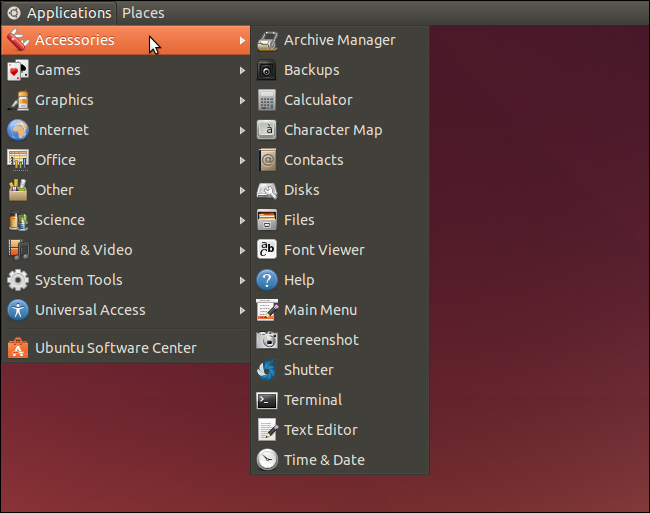 Applications Places
Accessories
Games
Graphics
Internet
Office
Other
Science
Sound & Video
System Tools
Universal Access
Ubuntu Software Center
Archive Manager
Backups
Calculator
Character Map
Contacts
Disks
Files
Font Viewer
Help
Main Menu
Screenshot
Shutter
Terminal
Text Editor
Time & Date